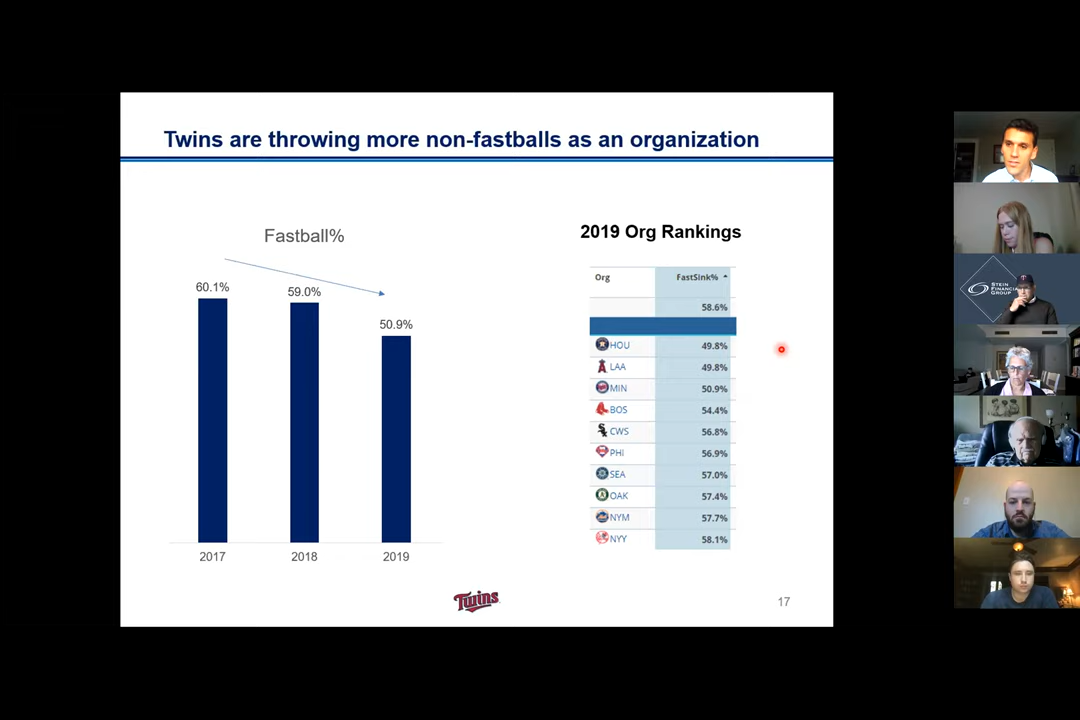 Twins are throwing more non-fastballs as an organization
Fastball%
60.1%
59.0%
50.9%
2017
2018
2019
2019 Org Rankings
Org FastSink%
58.6%
HOU 49.8%
LAA 49.8%
MIN 50.9%
BOS 54.4%
CWS 56.8%
PHI 56.9%
SEA 57.0%
OAK 57.4%
NYM 57.7%
NYY 58.1%
Twins
17
STEIN
FINANCIAL
GROUP